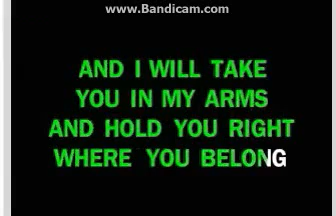 www.Bandicam.com
AND I WILL TAKE
YOU IN MY ARMS
AND HOLD YOU RIGHT
WHERE YOU BELONG